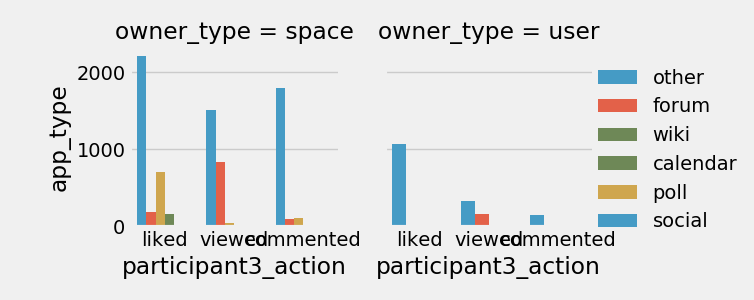 owner_type = space
owner_type = user
app_type
2000
1000
0
liked
viewed
commented
participant3_action
liked
viewed
commented
participant3_action
other
forum
wiki
calendar
poll
social